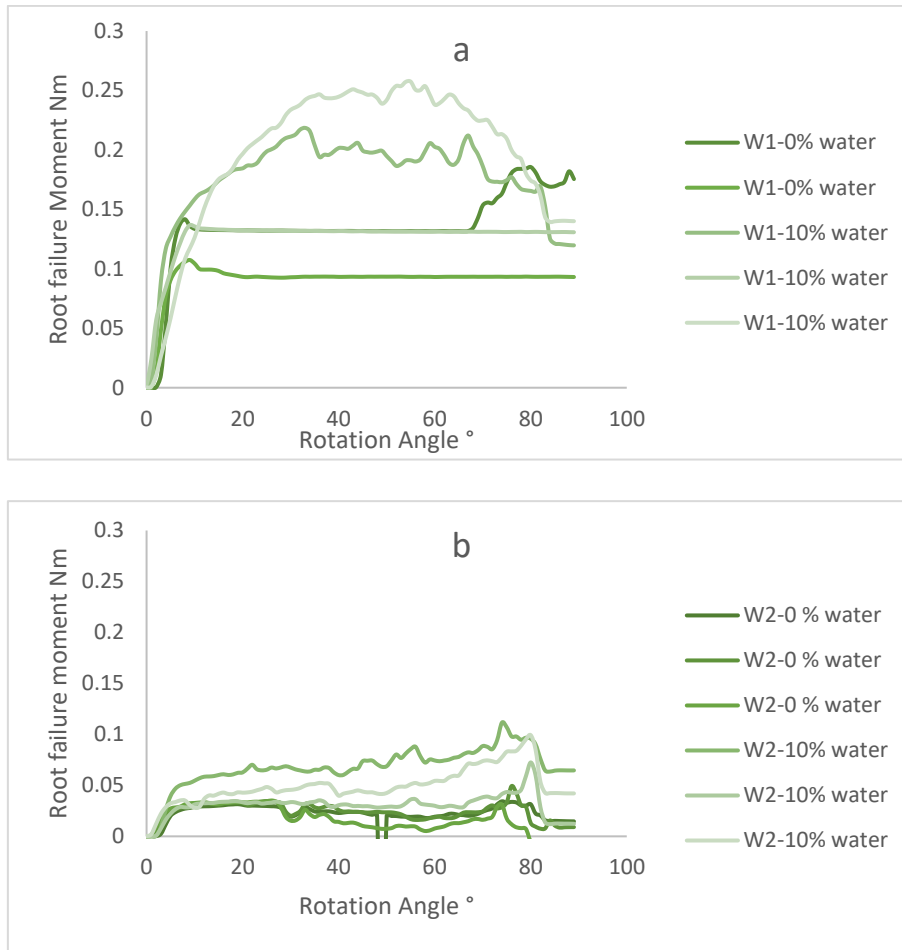 a
Root failure Moment Nm
0.3
0.25
0.2
0.15
0.1
0.05
0
0 20 40 60 80 100
Rotation Angle °
W1-0% water
W1-0% water
W1-10% water
W1-10% water
W1-10% water
b
Root failure moment Nm
0.3
0.25
0.2
0.15
0.1
0.05
0
0 20 40 60 80 100
Rotation Angle °
W2-0 % water
W2-0 % water
W2-0 % water
W2-10% water
W2-10% water
W2-10% water